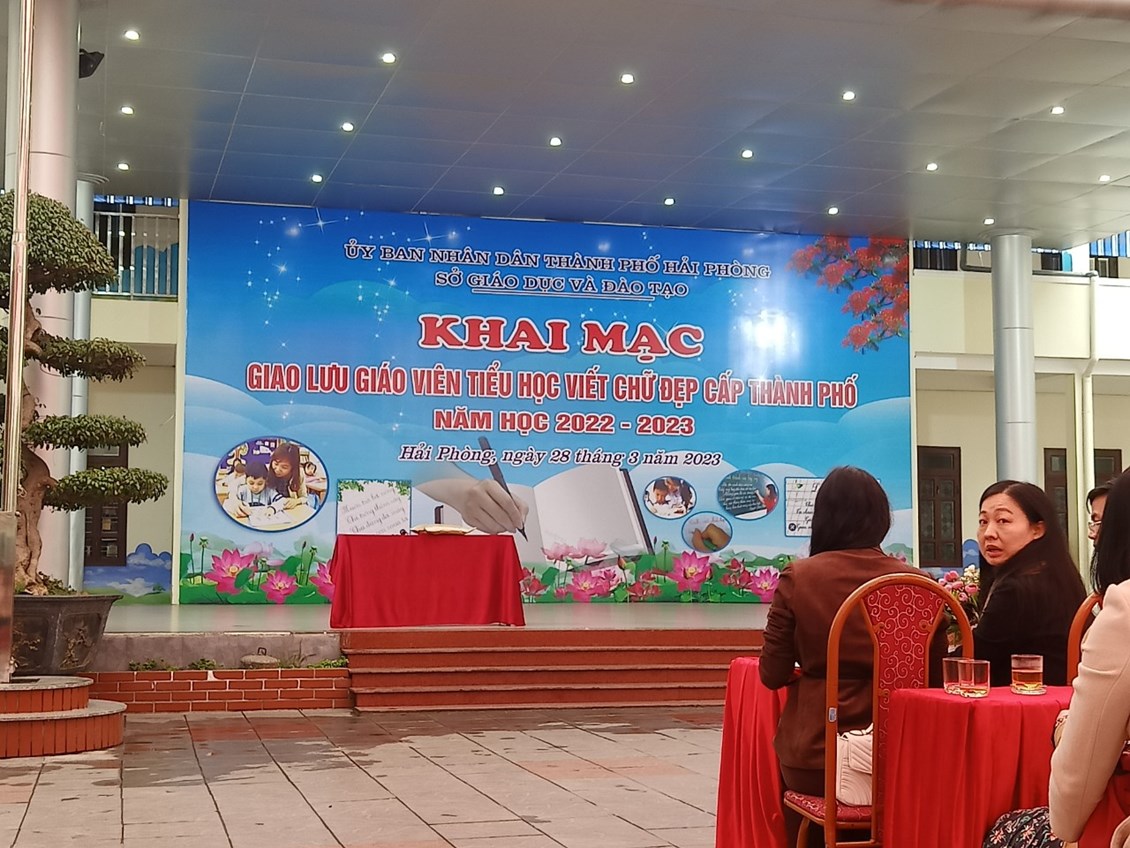 ỦY BAN NHÂN DÂN THÀNH PHỐ HẢI PHÒNG
SỞ GIÁO DỤC VÀ ĐÀO TẠO
KHAI MẠC
GIAO LƯU GIÁO VIÊN TIỂU HỌC VIẾT CHỮ ĐẸP CẤP THÀNH PHỐ
NĂM HỌC 2022 - 2023
Hải Phòng, ngày 28 tháng 3 năm 2023